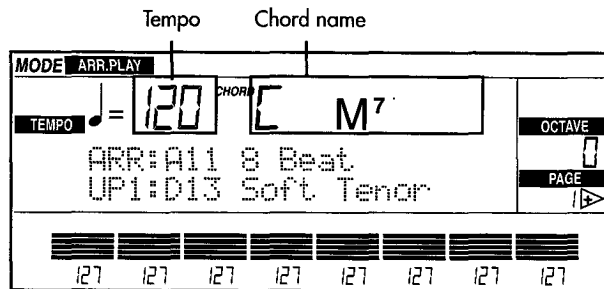 Tempo Chord name
MODE ARR.PLAY
TEMPO ♩= 120 CHORD C M7
OCTAVE
0
ARR:A11 8 Beat
PAGE
UP1:D13 Soft Tenor
1+
127 127 127 127 127 127 127 127